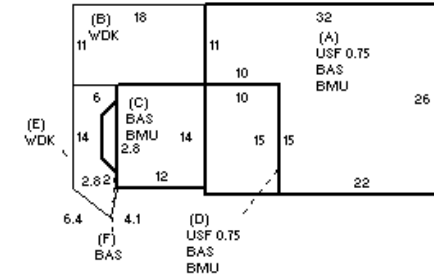 18
32
(B)
WDK
11
11
(A)
USF 0.75
BAS
BMU
10
6
10
26
(C)
BAS
BMU
(E)
WDK
14
14
15
15
2.8
2.8
2
12
22
6.4
4.1
(D)
USF 0.75
BAS
BMU
(F)
BAS